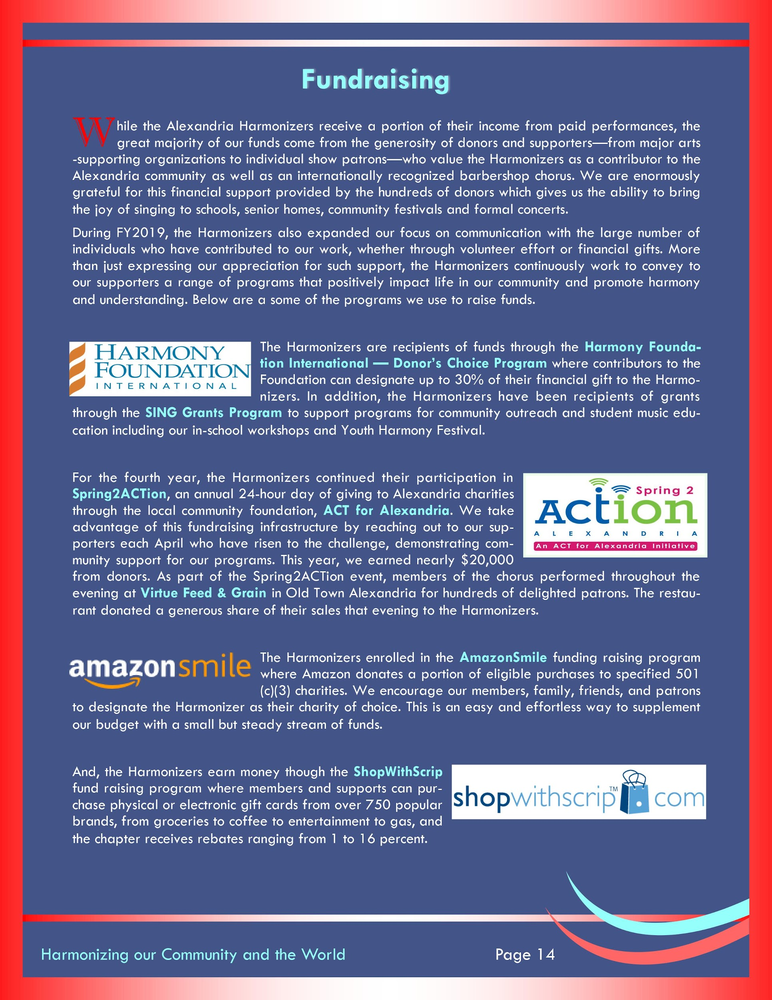 Fundraising
While the Alexandria Harmonizers receive a portion of their income from paid performances, the
great majority of our funds come from the generosity of donors and supporters—from major arts
-supporting organizations to individual show patrons—who value the Harmonizers as a contributor to the
Alexandria community as well as an internationally recognized barbershop chorus. We are enormously
grateful for this financial support provided by the hundreds of donors which gives us the ability to bring
the joy of singing to schools, senior homes, community festivals and formal concerts.
During FY2019, the Harmonizers also expanded our focus on communication with the large number of
individuals who have contributed to our work, whether through volunteer effort or financial gifts. More
than just expressing our appreciation for such support, the Harmonizers continuously work to convey to
our supporters a range of programs that positively impact life in our community and promote harmony
and understanding. Below are a some of the programs we use to raise funds.
HARMONY
FOUNDATION
INTERNATIONAL
The Harmonizers are recipients of funds through the Harmony Founda-
tion International — Donor's Choice Program where contributors to the
Foundation can designate up to 30% of their financial gift to the Harmo-
nizers. In addition, the Harmonizers have been recipients of grants
through the SING Grants Program to support programs for community outreach and student music edu-
cation including our in-school workshops and Youth Harmony Festival.
For the fourth year, the Harmonizers continued their participation in
Spring2ACTion, an annual 24-hour day of giving to Alexandria charities
through the local community foundation, ACT for Alexandria. We take
advantage of this fundraising infrastructure by reaching out to our sup-
porters each April who have risen to the challenge, demonstrating com-
munity support for our programs. This year, we earned nearly $20,000
from donors. As part of the Spring2ACTion event, members of the chorus performed throughout the
evening at Virtue Feed & Grain in Old Town Alexandria for hundreds of delighted patrons. The restau-
rant donated a generous share of their sales that evening to the Harmonizers.
Spring 2
Action
ALEXANDRIA
An ACT for Alexandria Initiative
amazonsmile
The Harmonizers enrolled in the AmazonSmile funding raising program
where Amazon donates a portion of eligible purchases to specified 501
(c)(3) charities. We encourage our members, family, friends, and patrons
to designate the Harmonizer as their charity of choice. This is an easy and effortless way to supplement
our budget with a small but steady stream of funds.
And, the Harmonizers earn money though the ShopWithScrip
fund raising program where members and supports can pur-
chase physical or electronic gift cards from over 750 popular
brands, from groceries to coffee to entertainment to gas, and
the chapter receives rebates ranging from 1 to 16 percent.
shopwithscrip™ com
Harmonizing our Community and the World
Page 14